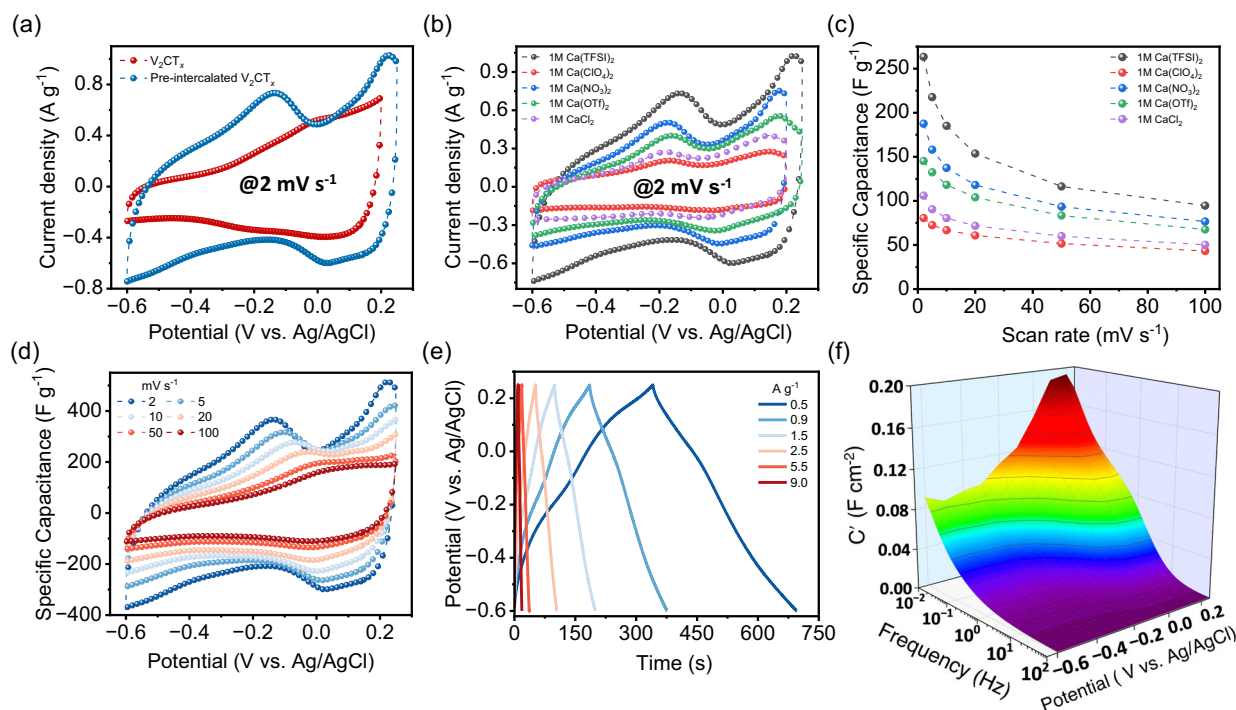 (a)
V₂CTₓ
Pre-intercalated V₂CTₓ
@2 mV s⁻¹
Current density (A g⁻¹)
0.8
0.4
0.0
−0.4
−0.8
−0.6 −0.4 −0.2 0.0 0.2
Potential (V vs. Ag/AgCl)
(b)
1M Ca(TFSI)₂
1M Ca(ClO₄)₂
1M Ca(NO₃)₂
1M Ca(OTf)₂
1M CaCl₂
@2 mV s⁻¹
Current density (A g⁻¹)
0.9
0.6
0.3
0.0
−0.3
−0.6
−0.6 −0.4 −0.2 0.0 0.2
Potential (V vs. Ag/AgCl)
(c)
1M Ca(TFSI)₂
1M Ca(ClO₄)₂
1M Ca(NO₃)₂
1M Ca(OTf)₂
1M CaCl₂
Specific Capacitance (F g⁻¹)
250
200
150
100
50
0
0 20 40 60 80 100
Scan rate (mV s⁻¹)
(d)
mV s⁻¹
2 5
10 20
50 100
Specific Capacitance (F g⁻¹)
400
200
0
−200
−400
−0.6 −0.4 −0.2 0.0 0.2
Potential (V vs. Ag/AgCl)
(e)
A g⁻¹
0.5
0.9
1.5
2.5
5.5
9.0
Potential (V vs. Ag/AgCl)
0.2
0.0
−0.2
−0.4
−0.6
0 150 300 450 600 750
Time (s)
(f)
C′ (F cm⁻²)
0.20
0.16
0.12
0.08
0.04
0.00
10⁻²
10⁻¹
10⁰
10¹
10²
Frequency (Hz)
−0.6 −0.4 −0.2 0.0 0.2
Potential ( V vs. Ag/AgCl)